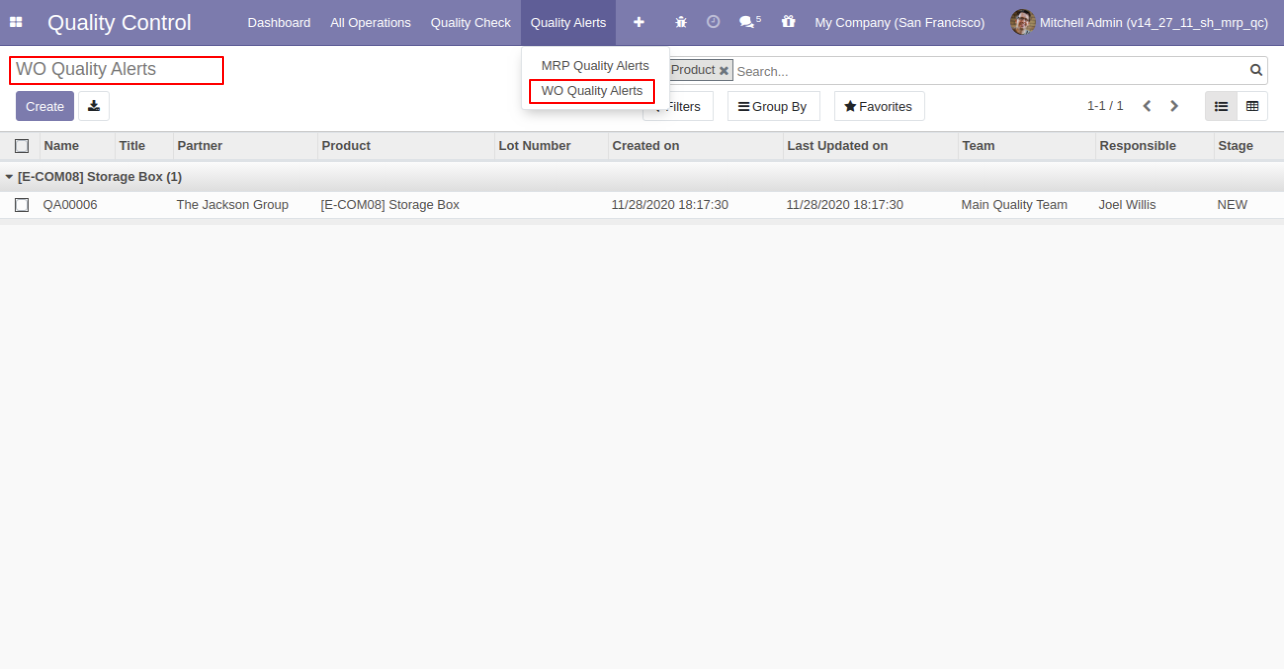 Quality Control Dashboard All Operations Quality Check Quality Alerts 5 My Company (San Francisco) Mitchell Admin (v14_27_11_sh_mrp_qc)
WO Quality Alerts
MRP Quality Alerts
WO Quality Alerts
Product Search...
Create
ilters Group By Favorites 1-1 / 1
Name Title Partner Product Lot Number Created on Last Updated on Team Responsible Stage
[E-COM08] Storage Box (1)
QA00006 The Jackson Group [E-COM08] Storage Box 11/28/2020 18:17:30 11/28/2020 18:17:30 Main Quality Team Joel Willis NEW